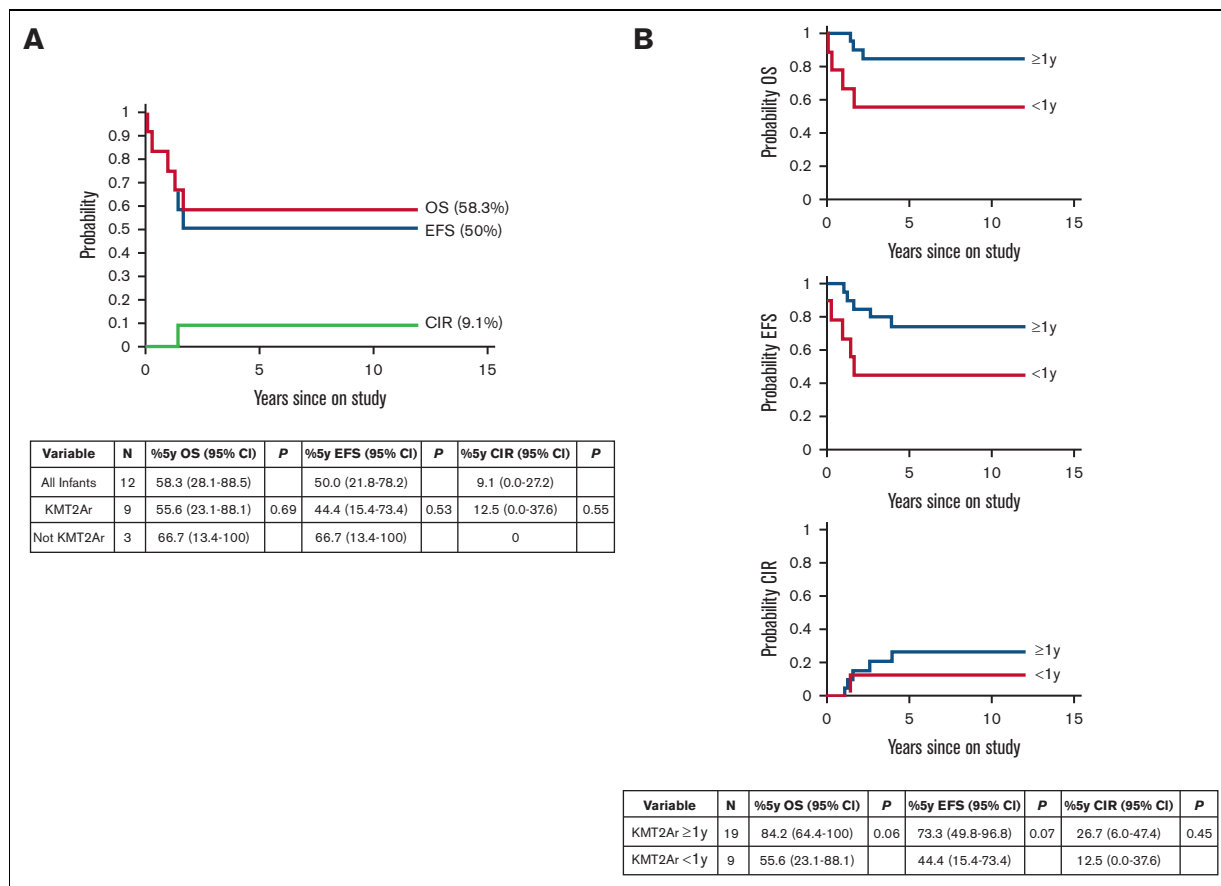 A
Probability
1
0.9
0.8
0.7
0.6
0.5
0.4
0.3
0.2
0.1
0
OS (58.3%)
EFS (50%)
CIR (9.1%)
0 5 10 15
Years since on study
Variable N %5y OS (95% CI) P %5y EFS (95% CI) P %5y CIR (95% CI) P
All Infants 12 58.3 (28.1-88.5) 50.0 (21.8-78.2) 9.1 (0.0-27.2)
KMT2Ar 9 55.6 (23.1-88.1) 0.69 44.4 (15.4-73.4) 0.53 12.5 (0.0-37.6) 0.55
Not KMT2Ar 3 66.7 (13.4-100) 66.7 (13.4-100) 0
B
Probability OS
1
0.8
0.6
0.4
0.2
0
≥1y
<1y
0 5 10 15
Years since on study
Probability EFS
1
0.8
0.6
0.4
0.2
0
≥1y
<1y
0 5 10 15
Years since on study
Probability CIR
1
0.8
0.6
0.4
0.2
0
≥1y
<1y
0 5 10 15
Years since on study
Variable N %5y OS (95% CI) P %5y EFS (95% CI) P %5y CIR (95% CI) P
KMT2Ar ≥1y 19 84.2 (64.4-100) 0.06 73.3 (49.8-96.8) 0.07 26.7 (6.0-47.4) 0.45
KMT2Ar <1y 9 55.6 (23.1-88.1) 44.4 (15.4-73.4) 12.5 (0.0-37.6)